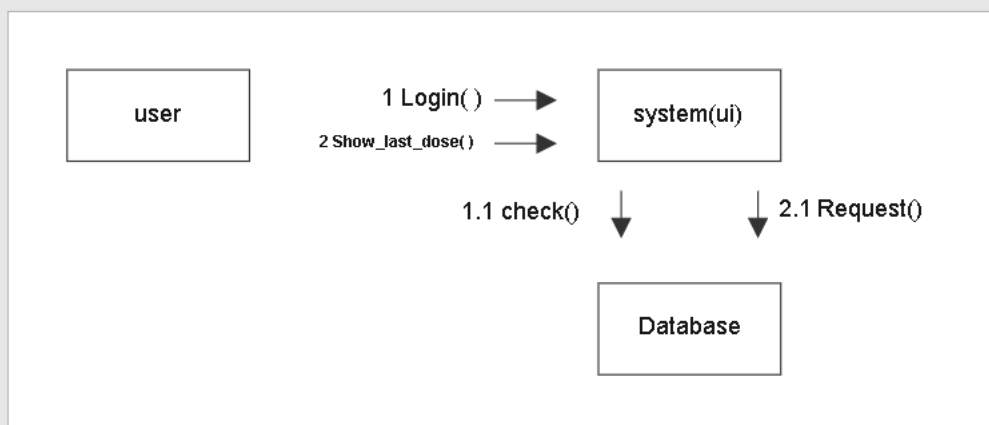 user
1 Login( )
system(ui)
2 Show_last_dose( )
1.1 check()
2.1 Request()
Database